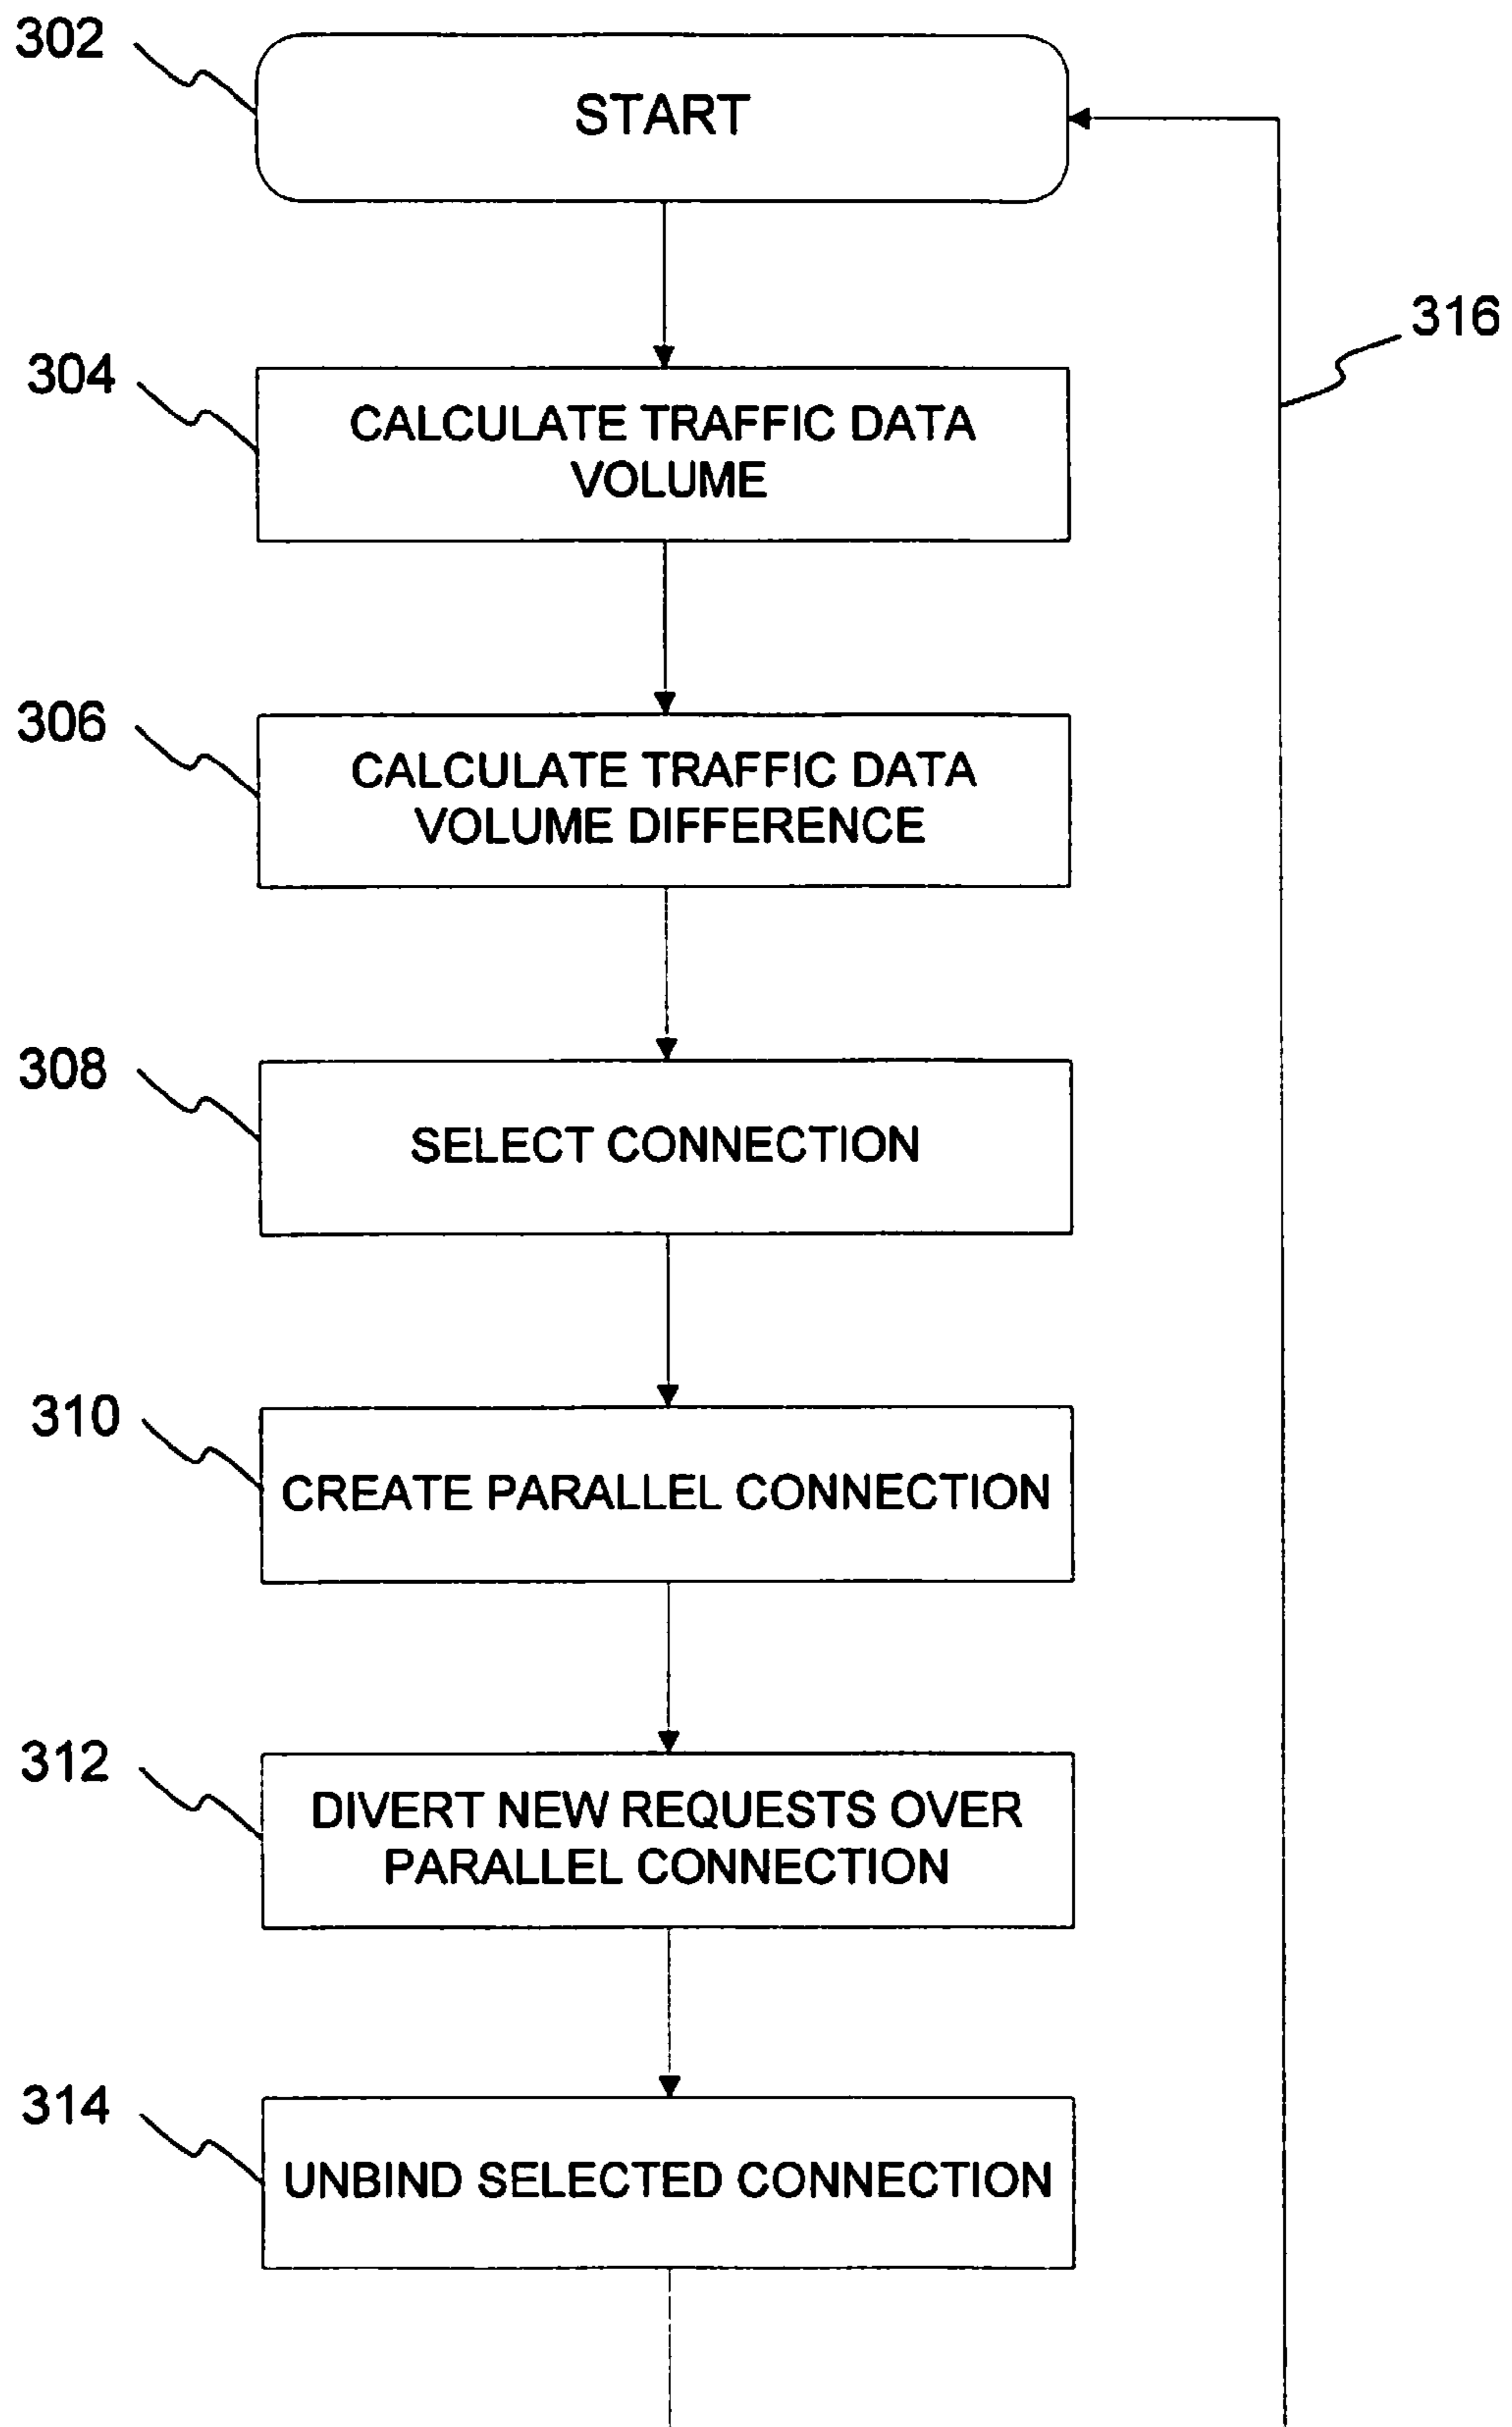 302
START
316
304
CALCULATE TRAFFIC DATA
VOLUME
306
CALCULATE TRAFFIC DATA
VOLUME DIFFERENCE
308
SELECT CONNECTION
310
CREATE PARALLEL CONNECTION
312
DIVERT NEW REQUESTS OVER
PARALLEL CONNECTION
314
UNBIND SELECTED CONNECTION